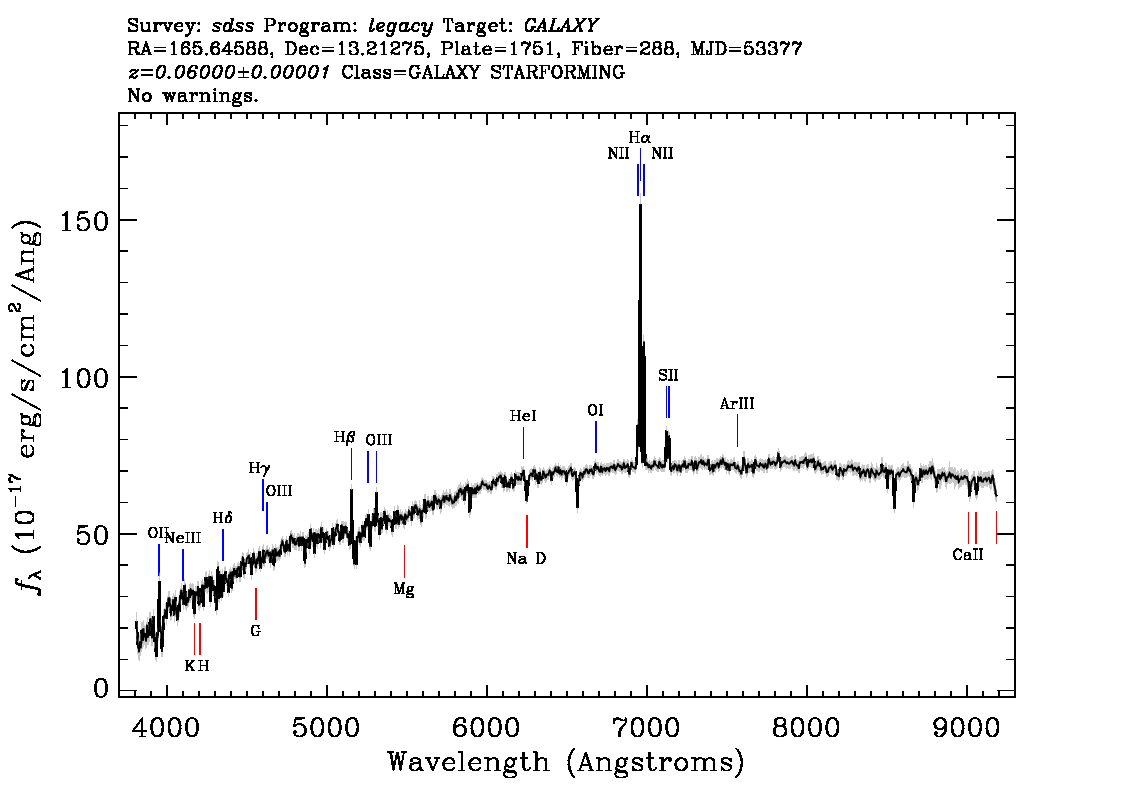 Survey: sdss Program: legacy Target: GALAXY
RA=165.64588, Dec=13.21275, Plate=1751, Fiber=288, MJD=53377
z=0.06000±0.00001 Class=GALAXY STARFORMING
No warnings.
Hα
NII NII
150
100
SII
ArIII
OI
HeI
Hβ OIII
Hγ
OIII
Hδ
OII NeIII
50
Na D
CaII
Mg
G
K H
0
4000 5000 6000 7000 8000 9000
Wavelength (Angstroms)
fλ (10⁻¹⁷ erg/s/cm²/Ang)